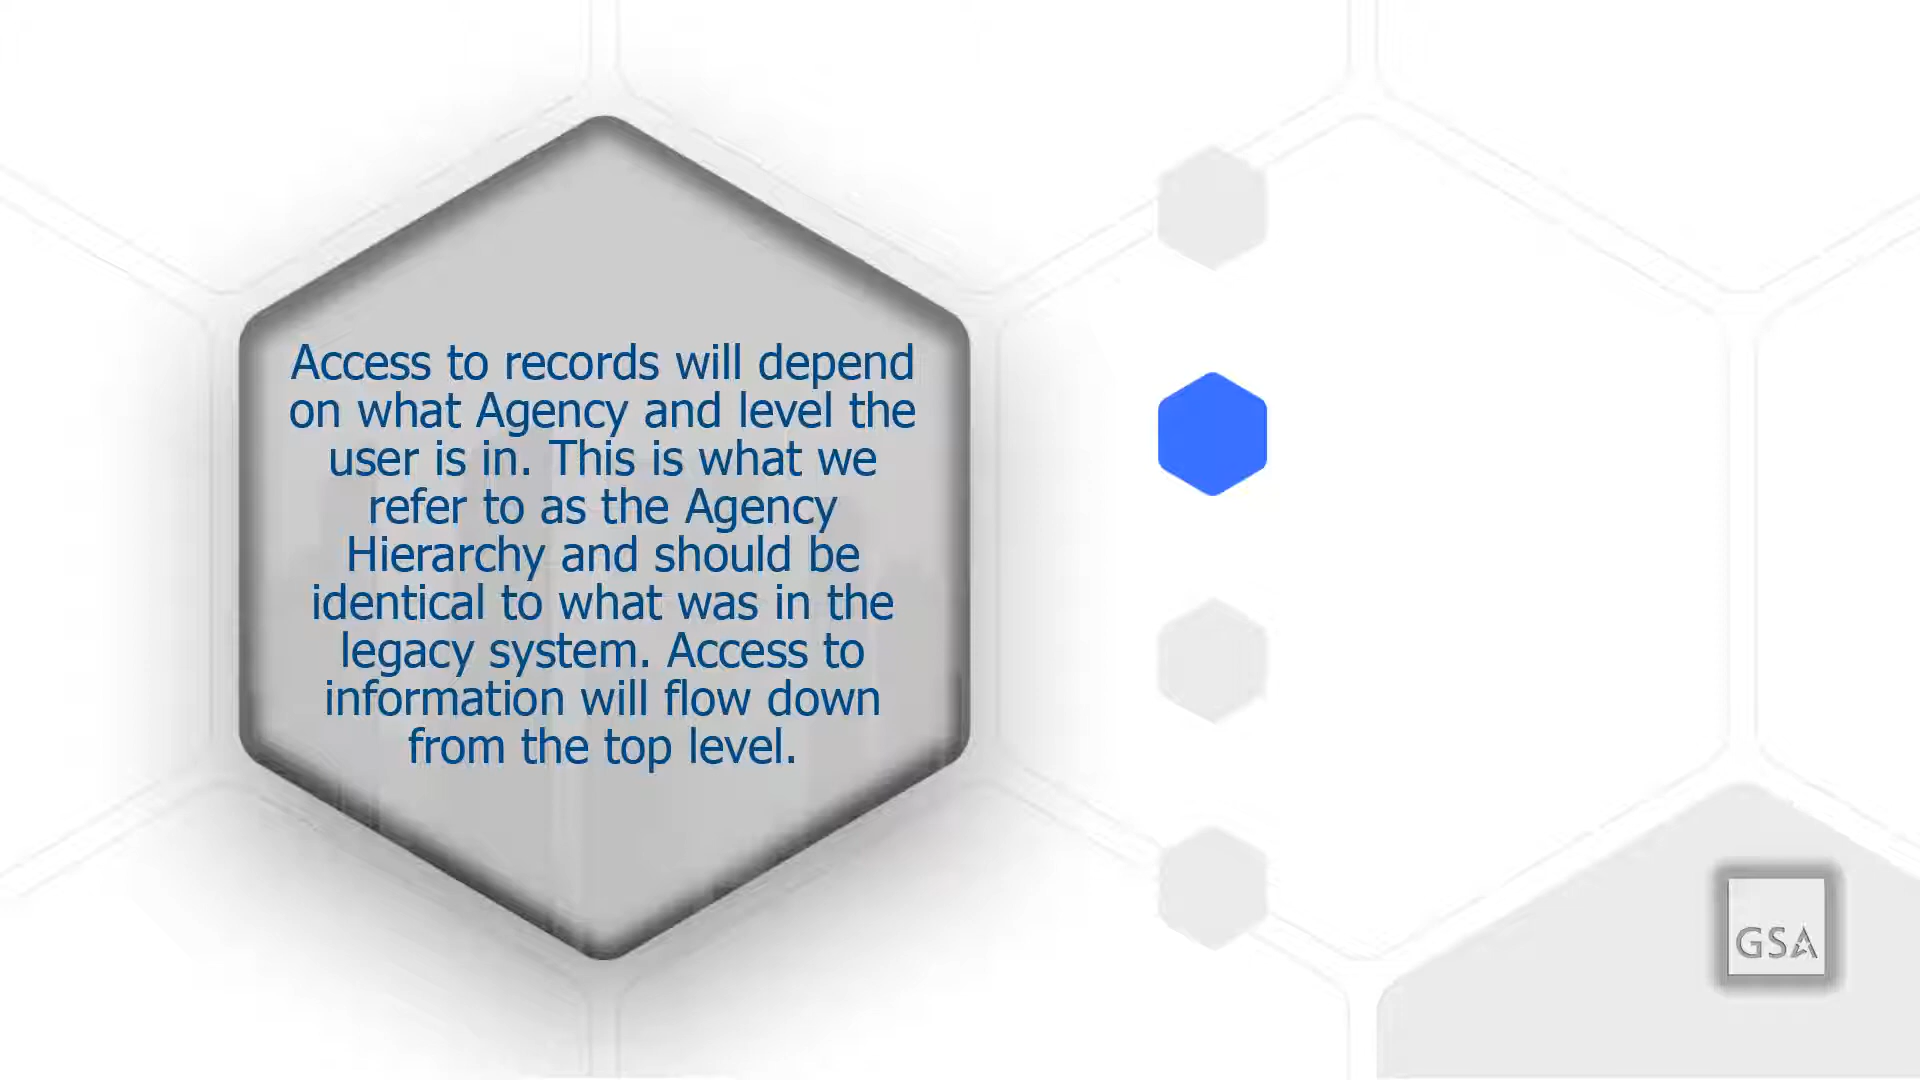 Access to records will depend
on what Agency and level the
user is in. This is what we
refer to as the Agency
Hierarchy and should be
identical to what was in the
legacy system. Access to
information will flow down
from the top level.
GSA